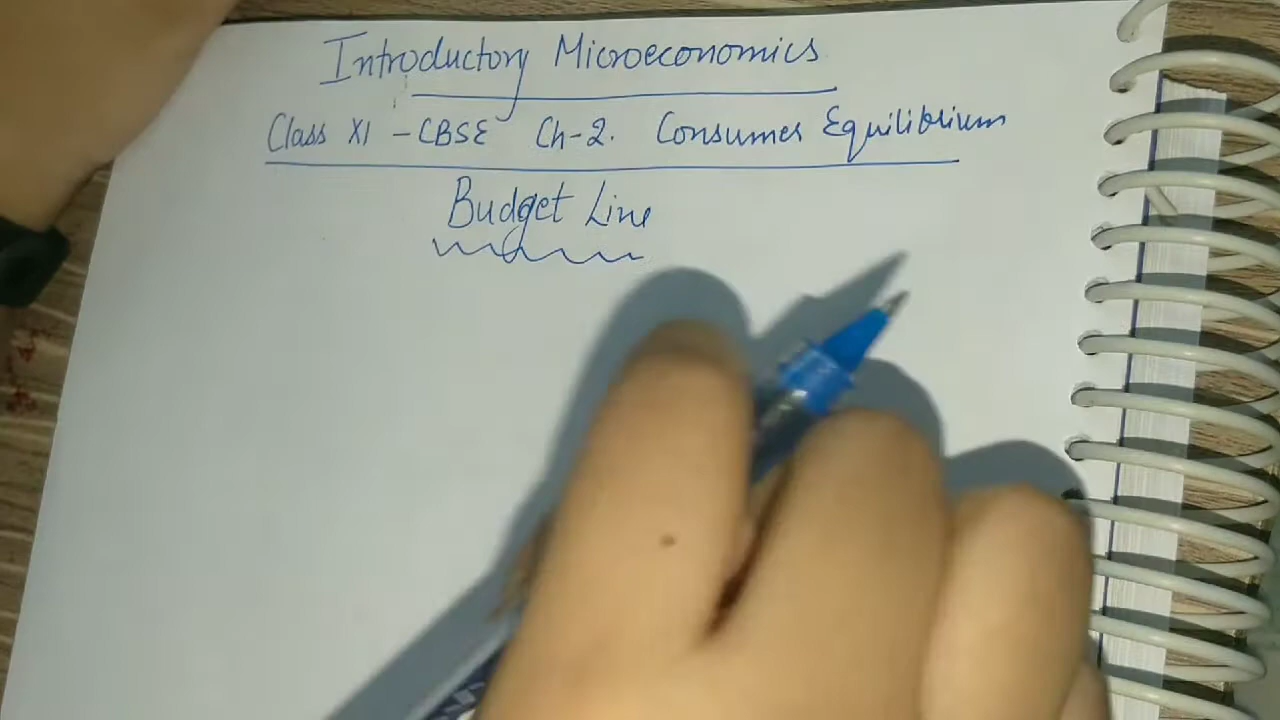 Introductory Microeconomics
Class XI - CBSE Ch-2. Consumer Equilibrium
Budget Line